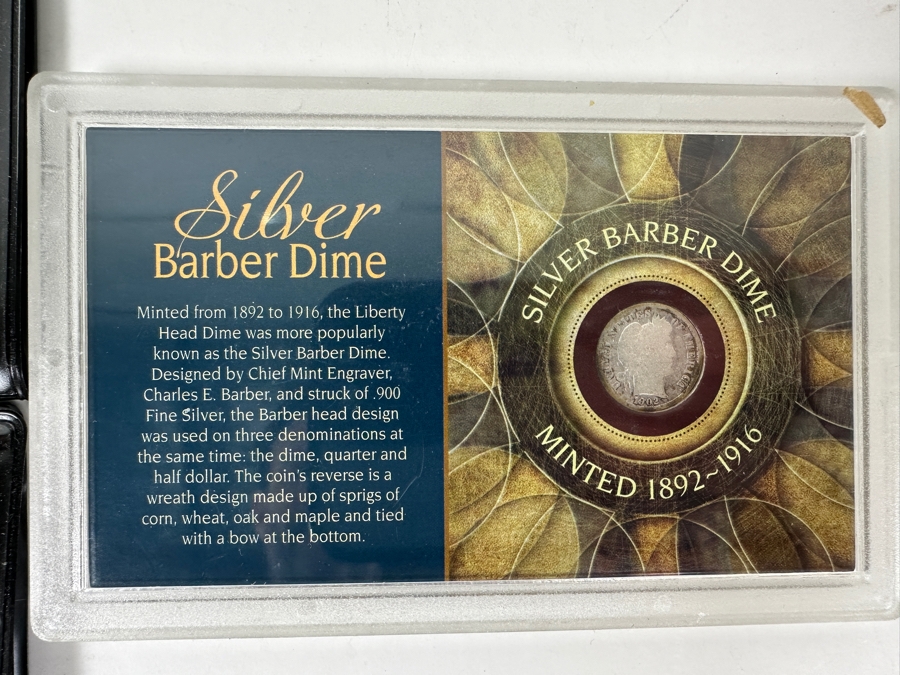 Silver
Barber Dime
Minted from 1892 to 1916, the Liberty
Head Dime was more popularly
known as the Silver Barber Dime.
Designed by Chief Mint Engraver,
Charles E. Barber, and struck of .900
Fine Silver, the Barber head design
was used on three denominations at
the same time: the dime, quarter and
half dollar. The coin's reverse is a
wreath design made up of sprigs of
corn, wheat, oak and maple and tied
with a bow at the bottom.
SILVER BARBER DIME
MINTED 1892~1916